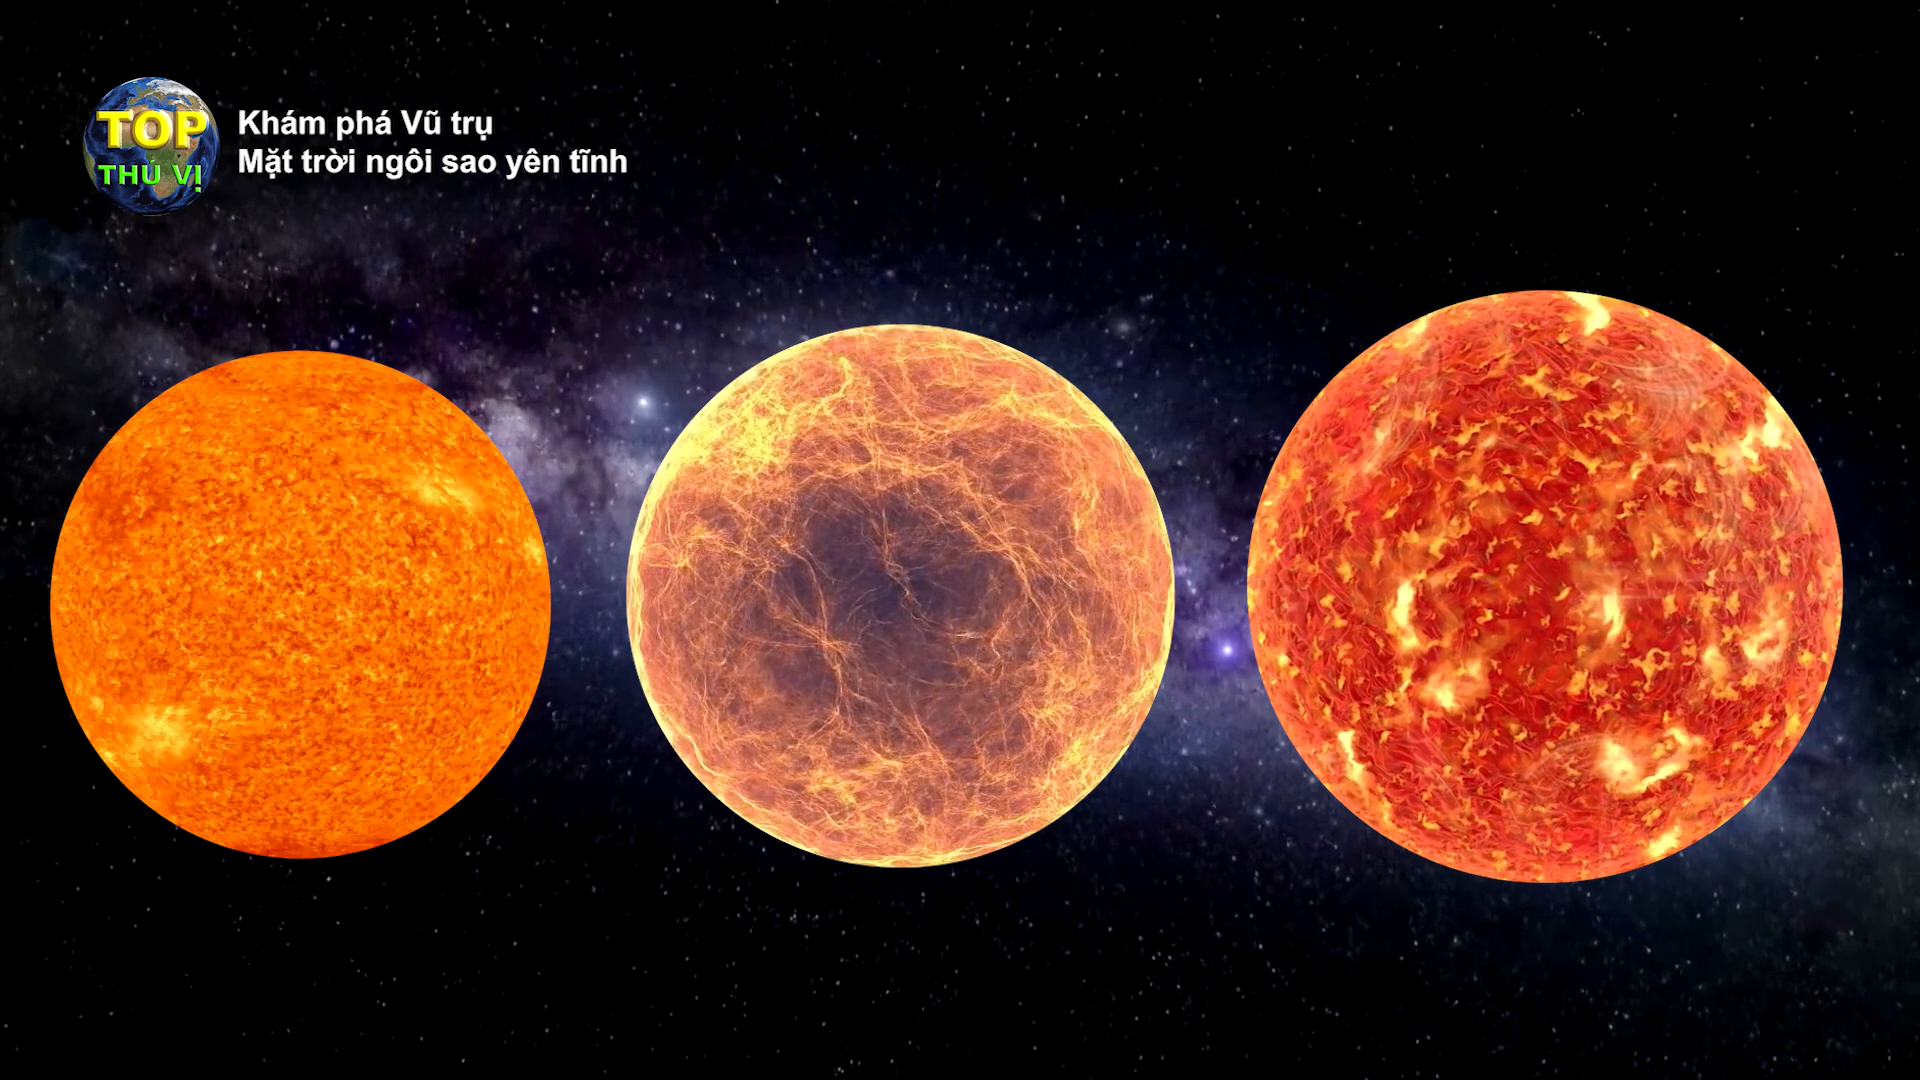 TOP
THÚ VỊ
Khám phá Vũ trụ
Mặt trời ngôi sao yên tĩnh